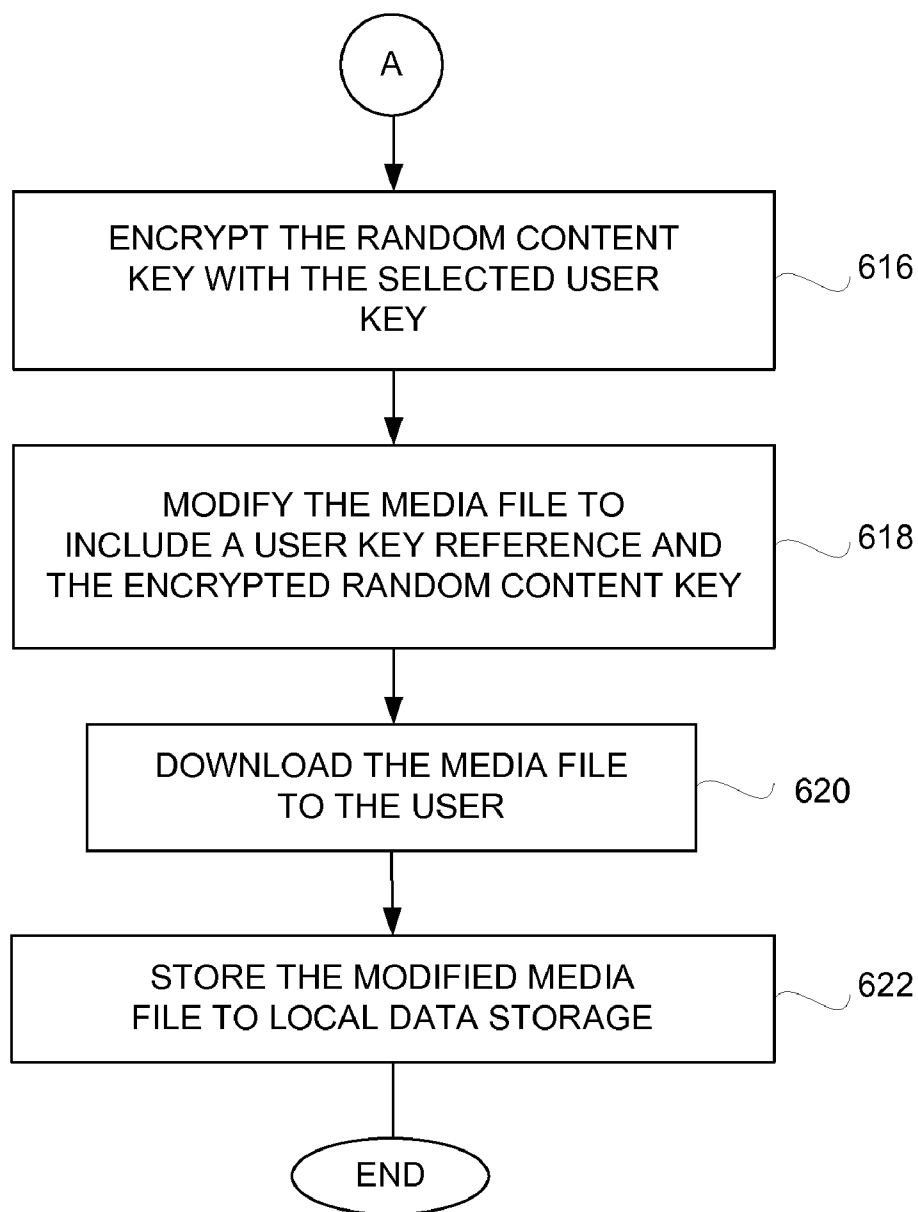 A
ENCRYPT THE RANDOM CONTENT
KEY WITH THE SELECTED USER
KEY
616
MODIFY THE MEDIA FILE TO
INCLUDE A USER KEY REFERENCE AND
THE ENCRYPTED RANDOM CONTENT KEY
618
DOWNLOAD THE MEDIA FILE
TO THE USER
620
STORE THE MODIFIED MEDIA
FILE TO LOCAL DATA STORAGE
622
END